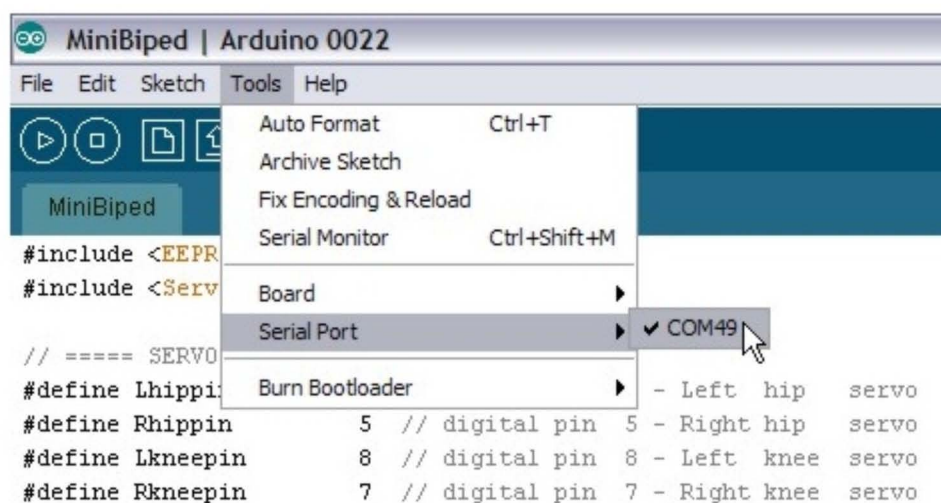 MiniBiped | Arduino 0022
File Edit Sketch Tools Help
Auto Format Ctrl+T
Archive Sketch
Fix Encoding & Reload
Serial Monitor Ctrl+Shift+M
Board
Serial Port
COM49
Burn Bootloader
MiniBiped
#include <EEPR
#include <Serv
// ===== SERVO
#define Lhippi - Left hip servo
#define Rhippin 5 // digital pin 5 - Right hip servo
#define Lkneepin 8 // digital pin 8 - Left knee servo
#define Rkneepin 7 // digital pin 7 - Right knee servo